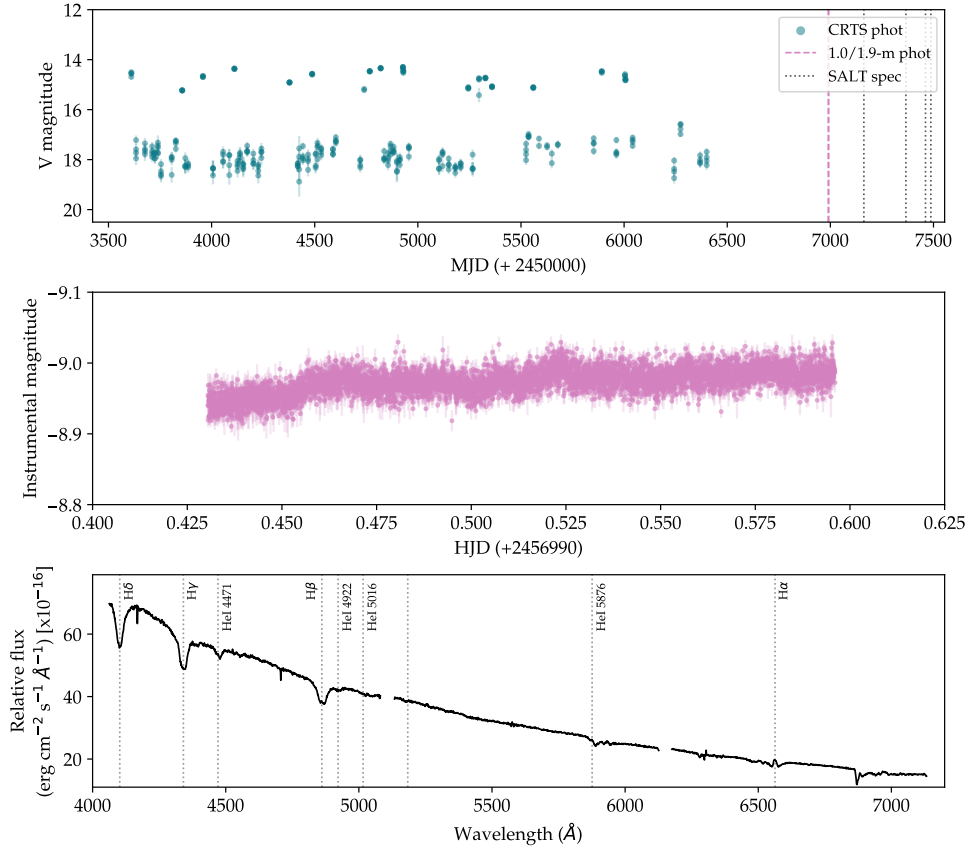 12
14
16
18
20
V magnitude
CRTS phot
1.0/1.9-m phot
SALT spec
3500 4000 4500 5000 5500 6000 6500 7000 7500
MJD (+ 2450000)
−9.1
−9.0
−8.9
−8.8
Instrumental magnitude
0.400 0.425 0.450 0.475 0.500 0.525 0.550 0.575 0.600 0.625
HJD (+2456990)
Relative flux
(erg cm⁻² s⁻¹ Å⁻¹) [x10⁻¹⁶)
60
40
20
Hδ
Hγ
HeI 4471
Hβ
HeI 4922
HeI 5016
HeI 5876
Hα
4000 4500 5000 5500 6000 6500 7000
Wavelength (Å)